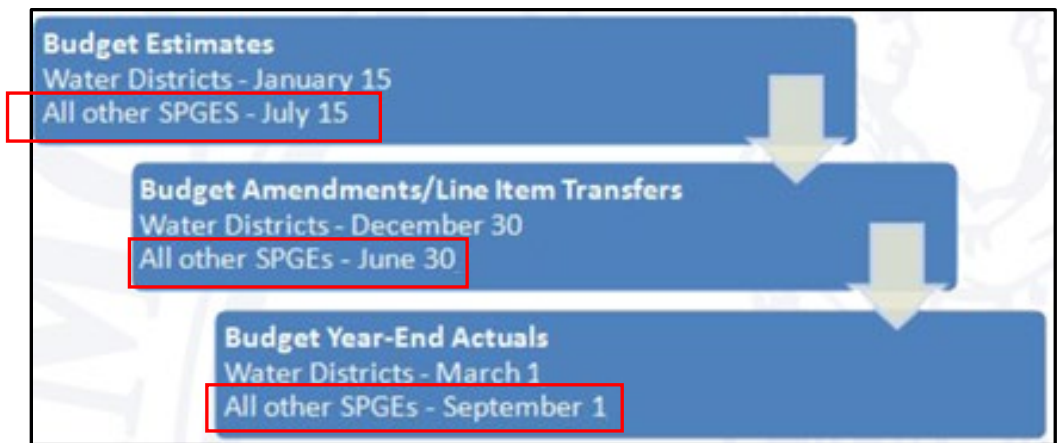 Budget Estimates
Water Districts - January 15
All other SPGES - July 15
Budget Amendments/Line Item Transfers
Water Districts - December 30
All other SPGEs - June 30
Budget Year-End Actuals
Water Districts - March 1
All other SPGEs - September 1